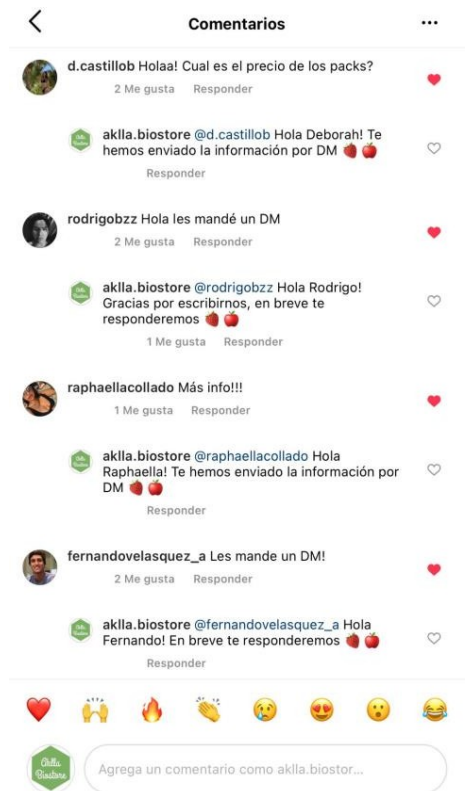 Comentarios
d.castillob Holaa! Cual es el precio de los packs?
2 Me gusta Responder
aklla.biostore @d.castillob Hola Deborah! Te
hemos enviado la información por DM 🍓 🍎
Responder
rodrigobzz Hola les mandé un DM
2 Me gusta Responder
aklla.biostore @rodrigobzz Hola Rodrigo!
Gracias por escribirnos, en breve te
responderemos 🍓 🍎
1 Me gusta Responder
raphaellacollado Más info!!!
1 Me gusta Responder
aklla.biostore @raphaellacollado Hola
Raphaella! Te hemos enviado la información por
DM 🍓 🍎
Responder
fernandovelasquez_a Les mande un DM!
2 Me gusta Responder
aklla.biostore @fernandovelasquez_a Hola
Fernando! En breve te responderemos 🍓 🍎
Responder
Aklla
Biostore
Agrega un comentario como aklla.biostor...